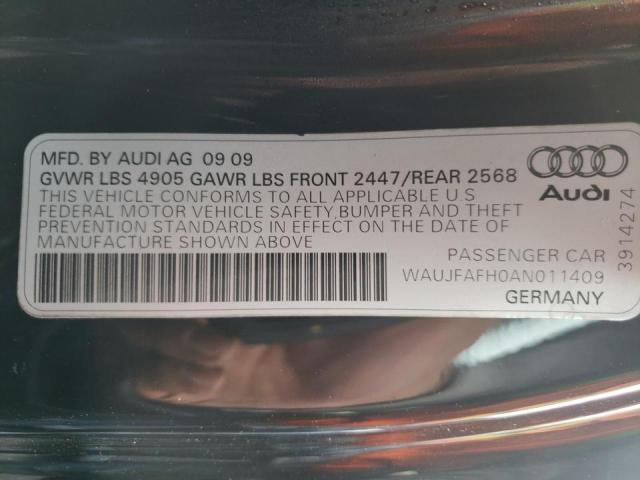 MFD. BY AUDI AG 09 09
GVWR LBS 4905 GAWR LBS FRONT 2447/REAR 2568
THIS VEHICLE CONFORMS TO ALL APPLICABLE U.S
FEDERAL MOTOR VEHICLE SAFETY,BUMPER AND THEFT
PREVENTION STANDARDS IN EFFECT ON THE DATE OF
MANUFACTURE SHOWN ABOVE
Audi
PASSENGER CAR
WAUJFAFH0AN011409
GERMANY
3914274